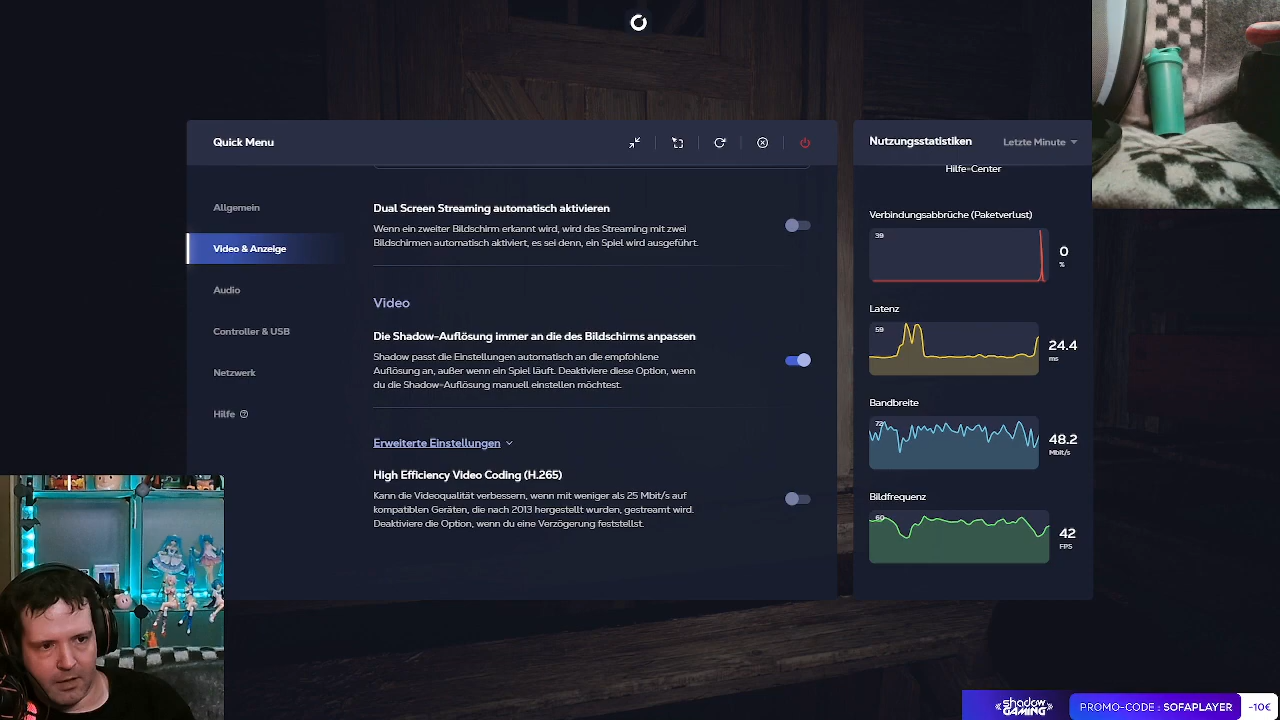 Quick Menu
Allgemein
Video & Anzeige
Audio
Controller & USB
Netzwerk
Hilfe
Dual Screen Streaming automatisch aktivieren
Wenn ein zweiter Bildschirm erkannt wird, wird das Streaming mit zwei
Bildschirmen automatisch aktiviert, es sei denn, ein Spiel wird ausgeführt.
Video
Die Shadow-Auflösung immer an die des Bildschirms anpassen
Shadow passt die Einstellungen automatisch an die empfohlene
Auflösung an, außer wenn ein Spiel läuft. Deaktiviere diese Option, wenn
du die Shadow-Auflösung manuell einstellen möchtest.
Erweiterte Einstellungen
High Efficiency Video Coding (H.265)
Kann die Videoqualität verbessern, wenn mit weniger als 25 Mbit/s auf
kompatiblen Geräten, die nach 2013 hergestellt wurden, gestreamt wird.
Deaktiviere die Option, wenn du eine Verzögerung feststellst.
Nutzungsstatistiken
Letzte Minute
Hilfe-Center
Verbindungsabbrüche (Paketverlust)
39
0
%
Latenz
59
24.4
ms
Bandbreite
72
48.2
Mbit/s
Bildfrequenz
42
FPS
shadow
GAMING
PROMO-CODE : SOFAPLAYER
-10€